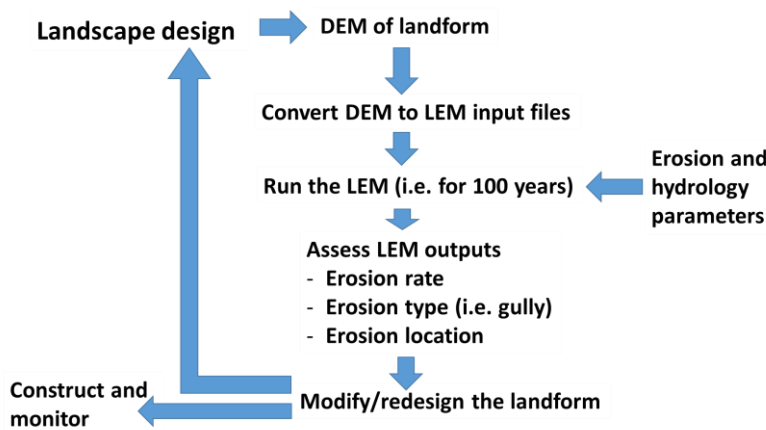 Landscape design
DEM of landform
Convert DEM to LEM input files
Run the LEM (i.e. for 100 years)
Erosion and
hydrology
parameters
Assess LEM outputs
- Erosion rate
- Erosion type (i.e. gully)
- Erosion location
Modify/redesign the landform
Construct and
monitor